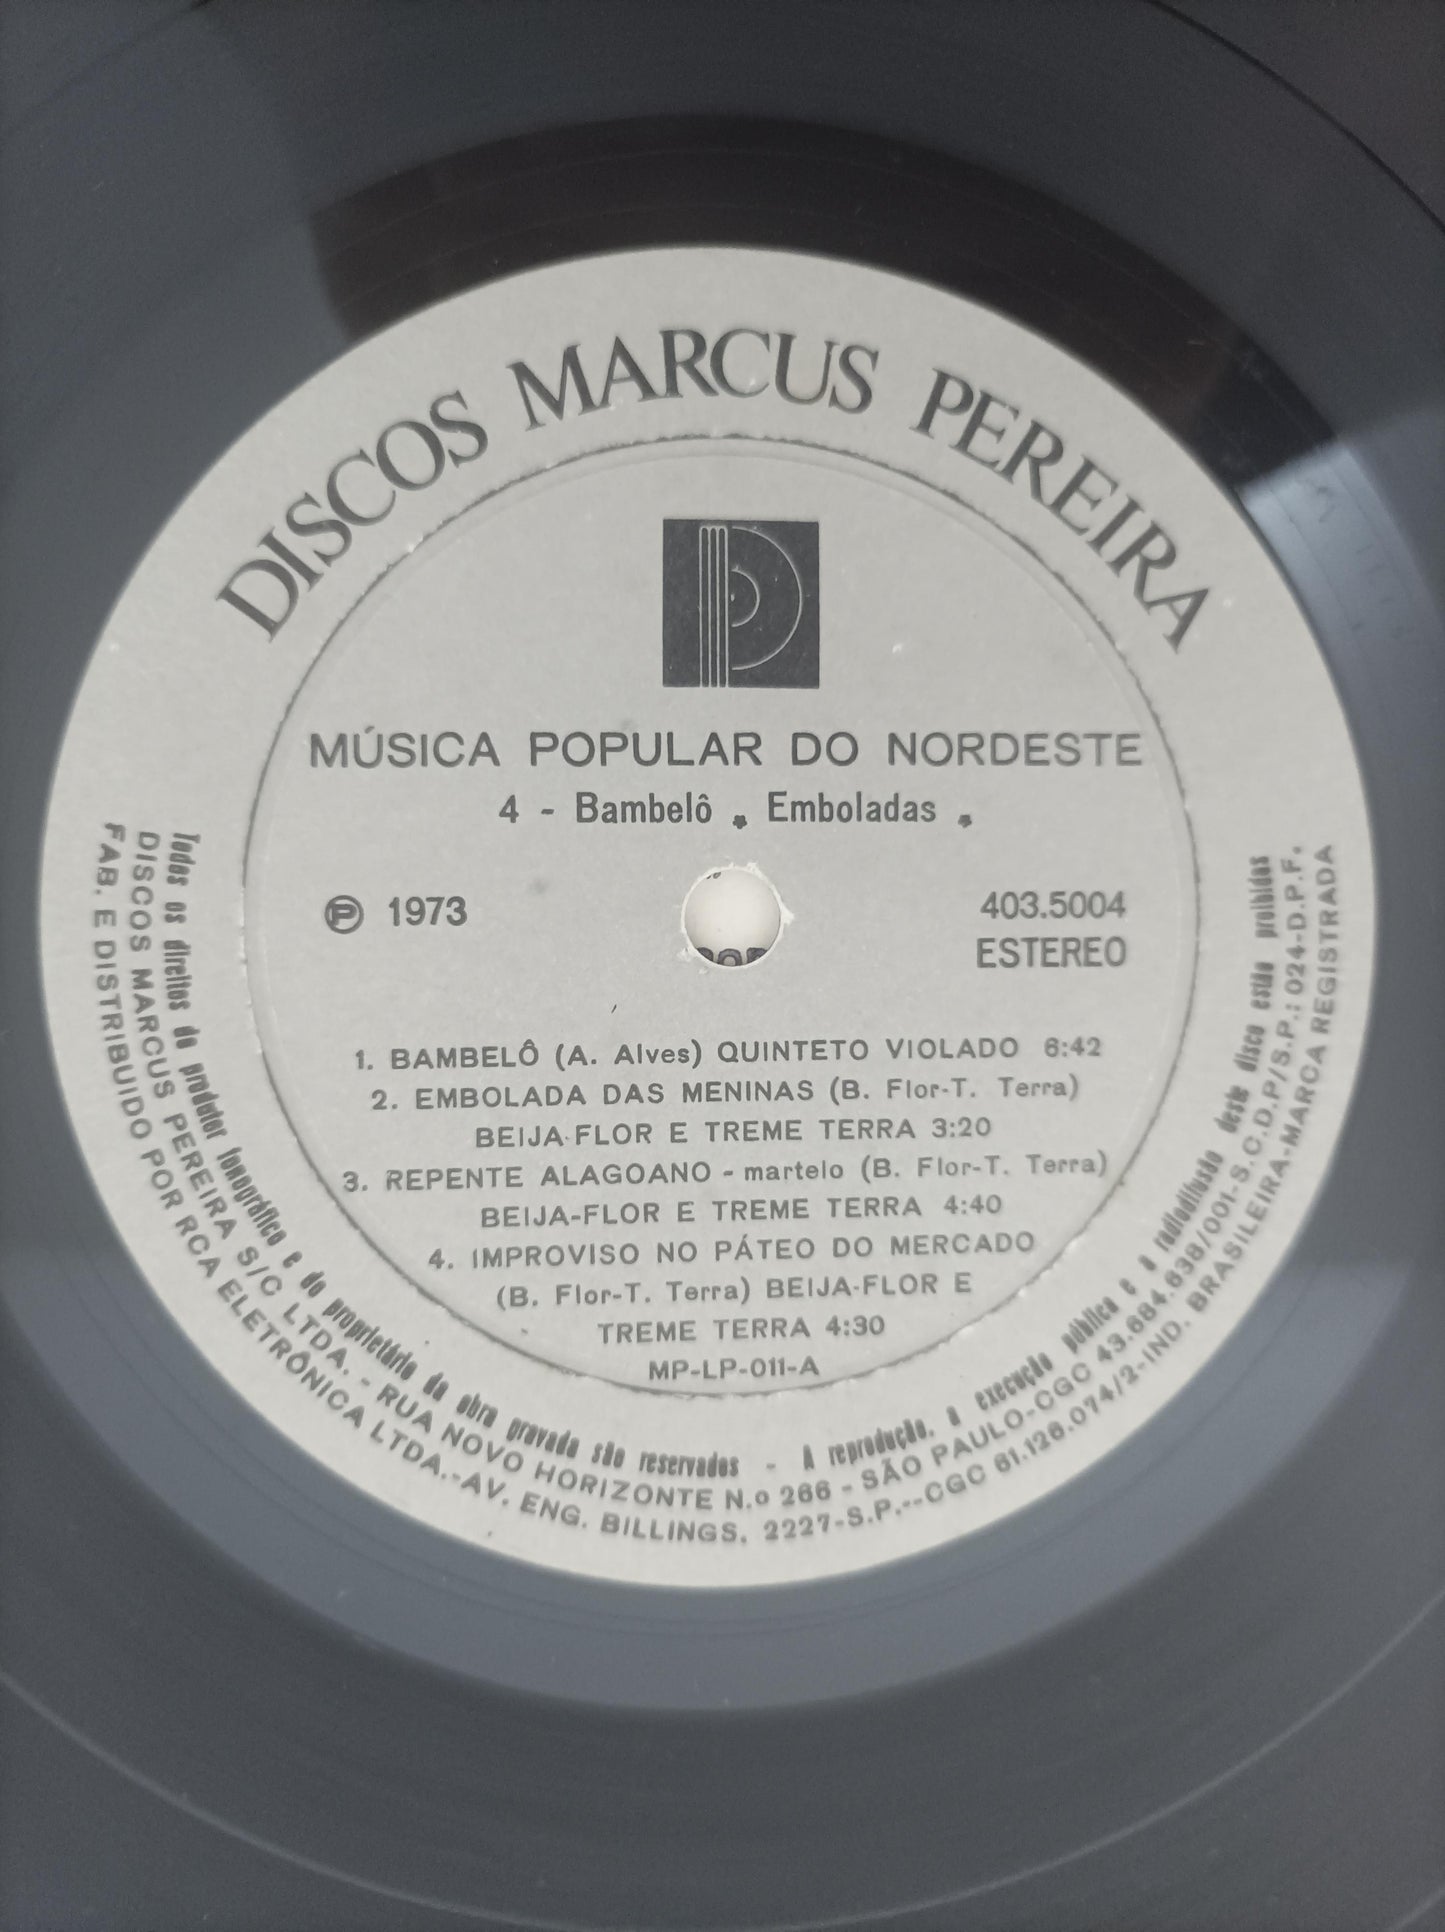 DISCOS MARCUS PEREIRA
MÚSICA POPULAR DO NORDESTE
4 - Bambelô . Emboladas .
Ⓟ 1973
403.5004
ESTEREO
1. BAMBELÔ (A. Alves) QUINTETO VIOLADO 6:42
2. EMBOLADA DAS MENINAS (B. Flor-T. Terra)
BEIJA-FLOR E TREME TERRA 3:20
3. REPENTE ALAGOANO - martelo (B. Flor-T. Terra)
BEIJA-FLOR E TREME TERRA 4:40
4. IMPROVISO NO PÁTEO DO MERCADO
(B. Flor-T. Terra) BEIJA-FLOR E
TREME TERRA 4:30
MP-LP-011-A
Todos os direitos do produtor fonográfico e do proprietário da obra gravada são reservados - A reprodução, a execução pública e a radiodifusão deste disco estão proibidas
DISCOS MARCUS PEREIRA S/C LTDA. - RUA NOVO HORIZONTE N.o 266 - SÃO PAULO-CGC 43.684.638/001-S.C.D.P/S.P.: 024-D.P.F.
FAB. E DISTRIBUIDO POR RCA ELETRÔNICA LTDA.-AV. ENG. BILLINGS, 2227-S.P.--CGC 61.126.074/2-IND. BRASILEIRA-MARCA REGISTRADA